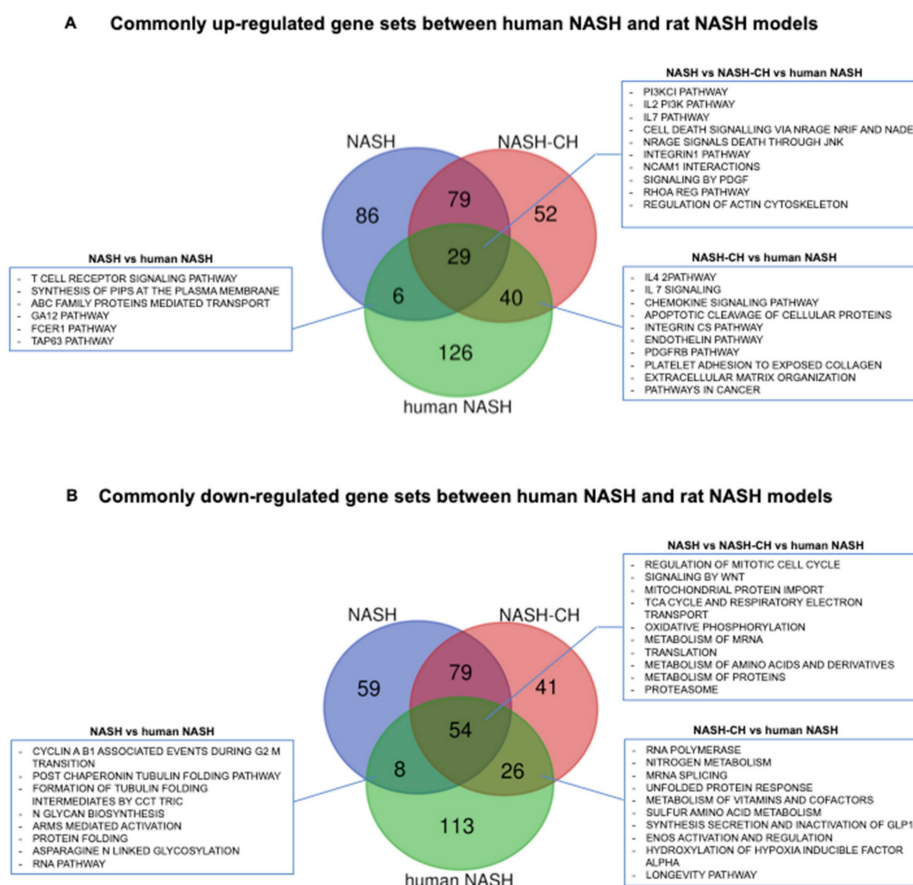 A Commonly up-regulated gene sets between human NASH and rat NASH models
NASH vs NASH-CH vs human NASH
- PI3KCI PATHWAY
- IL2 PI3K PATHWAY
- IL7 PATHWAY
- CELL DEATH SIGNALLING VIA NRAGE NRIF AND NADE
- NRAGE SIGNALS DEATH THROUGH JNK
- INTEGRIN1 PATHWAY
- NCAM1 INTERACTIONS
- SIGNALING BY PDGF
- RHOA REG PATHWAY
- REGULATION OF ACTIN CYTOSKELETON
NASH
NASH-CH
86
79
52
29
6
40
126
human NASH
NASH vs human NASH
- T CELL RECEPTOR SIGNALING PATHWAY
- SYNTHESIS OF PIPS AT THE PLASMA MEMBRANE
- ABC FAMILY PROTEINS MEDIATED TRANSPORT
- GA12 PATHWAY
- FCER1 PATHWAY
- TAP63 PATHWAY
NASH-CH vs human NASH
- IL4 2PATHWAY
- IL 7 SIGNALING
- CHEMOKINE SIGNALING PATHWAY
- APOPTOTIC CLEAVAGE OF CELLULAR PROTEINS
- INTEGRIN CS PATHWAY
- ENDOTHELIN PATHWAY
- PDGFRB PATHWAY
- PLATELET ADHESION TO EXPOSED COLLAGEN
- EXTRACELLULAR MATRIX ORGANIZATION
- PATHWAYS IN CANCER
B Commonly down-regulated gene sets between human NASH and rat NASH models
NASH vs NASH-CH vs human NASH
- REGULATION OF MITOTIC CELL CYCLE
- SIGNALING BY WNT
- MITOCHONDRIAL PROTEIN IMPORT
- TCA CYCLE AND RESPIRATORY ELECTRON
TRANSPORT
- OXIDATIVE PHOSPHORYLATION
- METABOLISM OF MRNA
- TRANSLATION
- METABOLISM OF AMINO ACIDS AND DERIVATIVES
- METABOLISM OF PROTEINS
- PROTEASOME
NASH
NASH-CH
59
79
41
54
8
26
113
human NASH
NASH vs human NASH
- CYCLIN A B1 ASSOCIATED EVENTS DURING G2 M
TRANSITION
- POST CHAPERONIN TUBULIN FOLDING PATHWAY
- FORMATION OF TUBULIN FOLDING
INTERMEDIATES BY CCT TRIC
- N GLYCAN BIOSYNTHESIS
- ARMS MEDIATED ACTIVATION
- PROTEIN FOLDING
- ASPARAGINE N LINKED GLYCOSYLATION
- RNA PATHWAY
NASH-CH vs human NASH
- RNA POLYMERASE
- NITROGEN METABOLISM
- MRNA SPLICING
- UNFOLDED PROTEIN RESPONSE
- METABOLISM OF VITAMINS AND COFACTORS
- SULFUR AMINO ACID METABOLISM
- SYNTHESIS SECRETION AND INACTIVATION OF GLP1
- ENOS ACTIVATION AND REGULATION
- HYDROXYLATION OF HYPOXIA INDUCIBLE FACTOR
ALPHA
- LONGEVITY PATHWAY